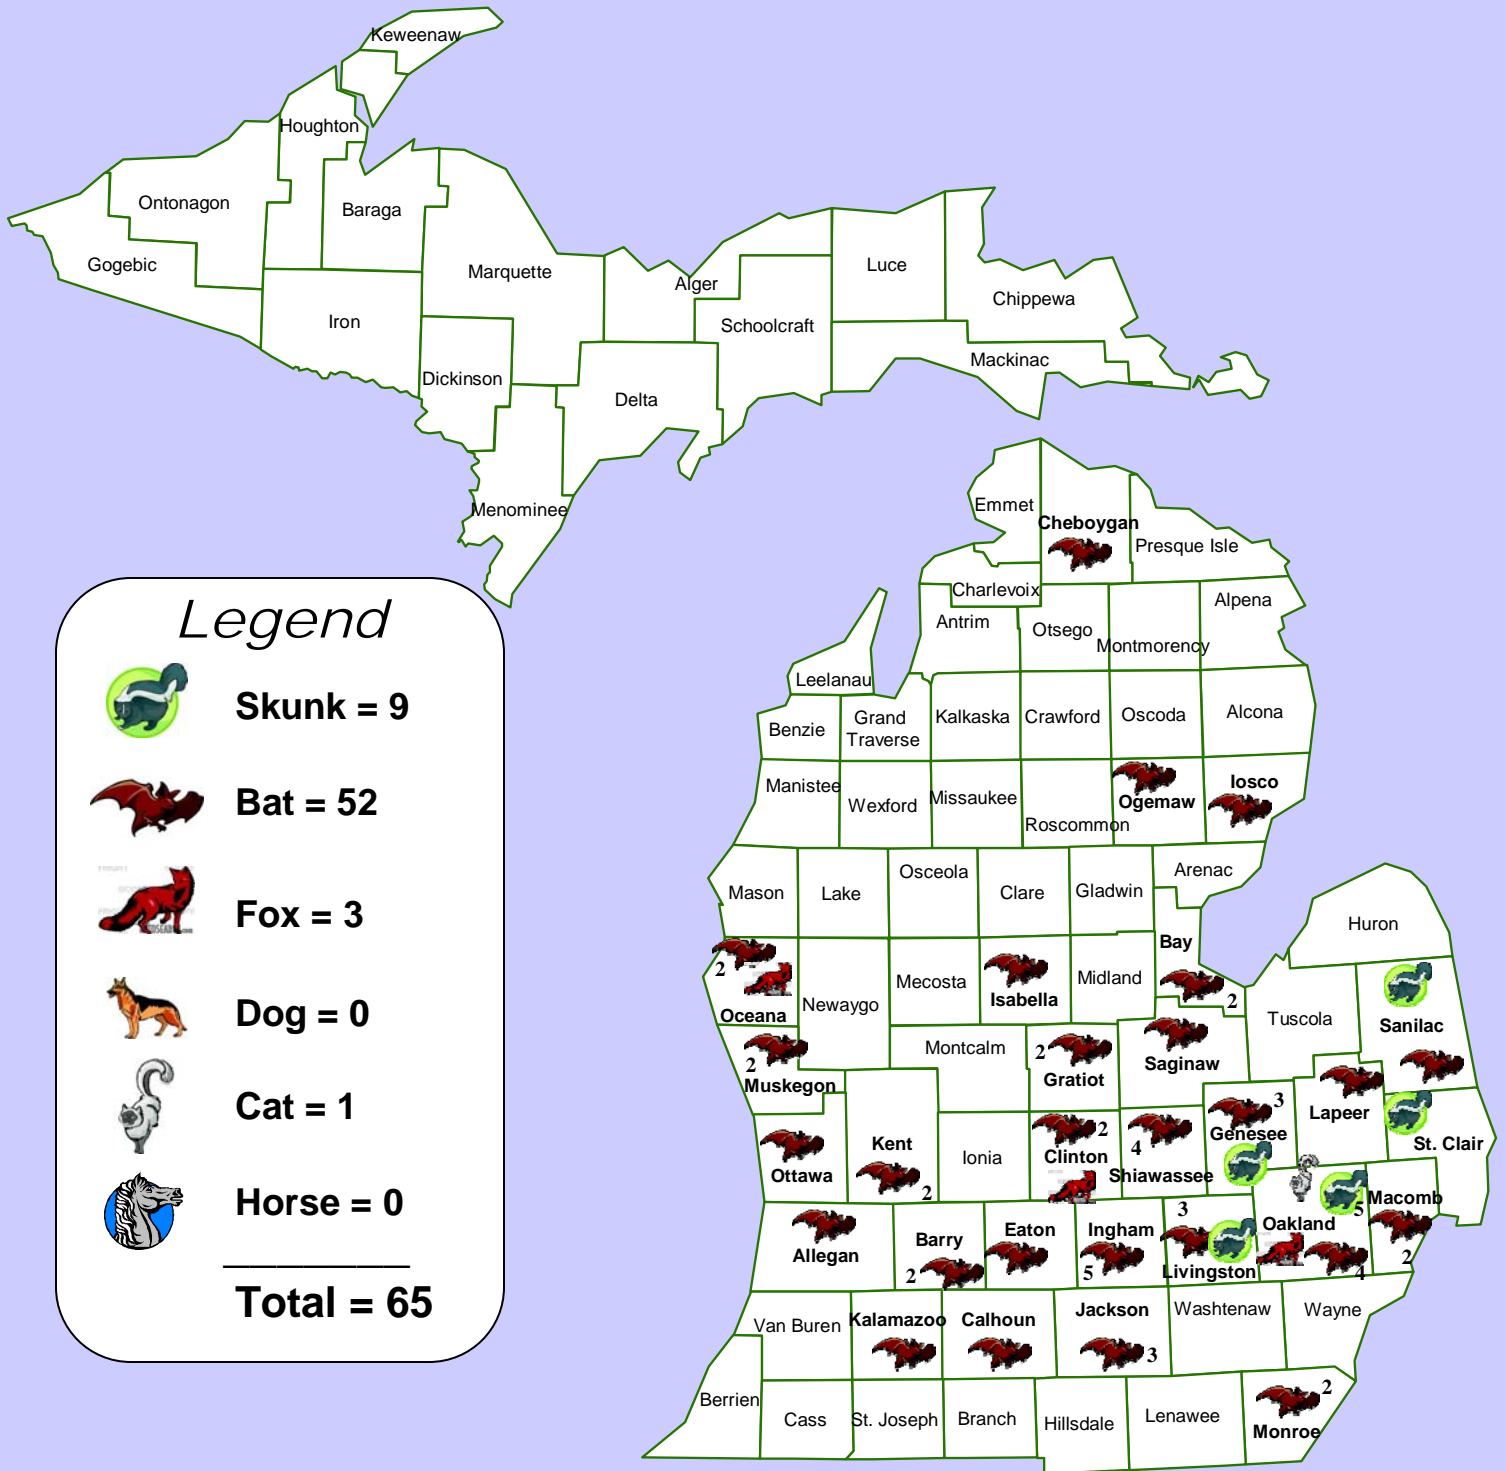 Keweenaw
Houghton
Ontonagon
Baraga
Gogebic
Marquette
Iron
Alger
Luce
Chippewa
Schoolcraft
Mackinac
Dickinson
Delta
Menominee
Emmet
Cheboygan
Presque Isle
Charlevoix
Antrim
Otsego
Montmorency
Alpena
Leelanau
Benzie
Grand
Traverse
Kalkaska
Crawford
Oscoda
Alcona
Manistee
Wexford
Missaukee
Roscommon
Ogemaw
Iosco
Mason
Lake
Osceola
Clare
Gladwin
Arenac
Huron
2
Oceana
Newaygo
Mecosta
Isabella
Midland
Bay
2
Tuscola
Sanilac
2
Muskegon
Montcalm
2
Gratiot
Saginaw
Lapeer
St. Clair
Ottawa
Kent
2
Ionia
2
Clinton
4
Shiawassee
3
Genesee
5
Oakland
4
Macomb
2
Allegan
Barry
2
Eaton
Ingham
5
3
Livingston
Van Buren
Kalamazoo
Calhoun
Jackson
3
Washtenaw
Wayne
Berrien
Cass
St. Joseph
Branch
Hillsdale
Lenawee
2
Monroe
Legend
Skunk = 9
Bat = 52
Fox = 3
Dog = 0
Cat = 1
Horse = 0
Total = 65